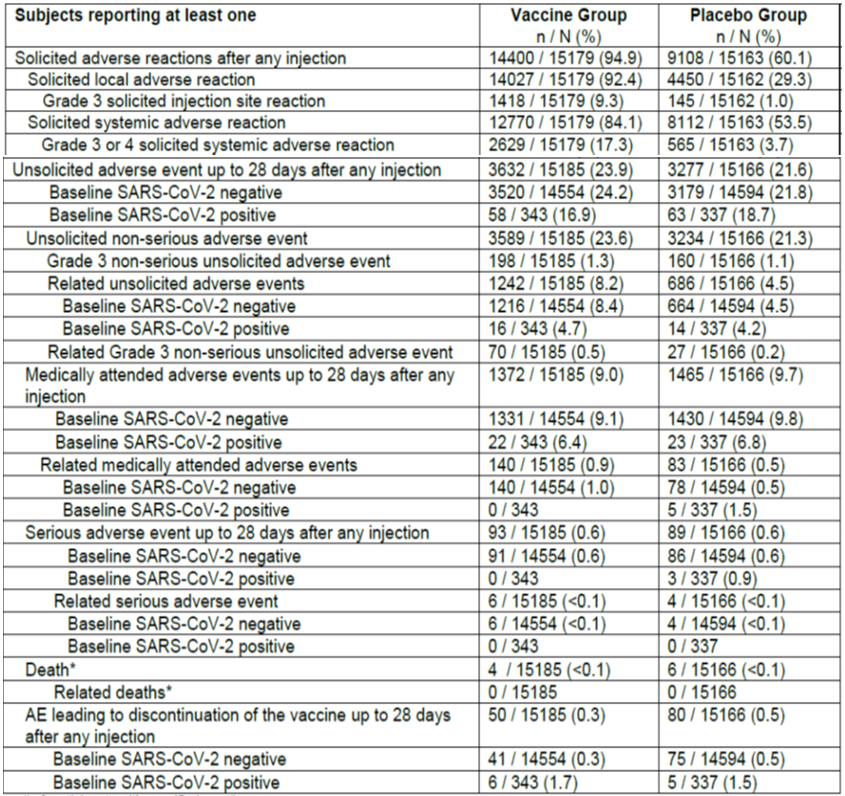 Subjects reporting at least one Vaccine Group Placebo Group
n / N (%) n / N (%)
Solicited adverse reactions after any injection 14400 / 15179 (94.9) 9108 / 15163 (60.1)
Solicited local adverse reaction 14027 / 15179 (92.4) 4450 / 15162 (29.3)
Grade 3 solicited injection site reaction 1418 / 15179 (9.3) 145 / 15162 (1.0)
Solicited systemic adverse reaction 12770 / 15179 (84.1) 8112 / 15163 (53.5)
Grade 3 or 4 solicited systemic adverse reaction 2629 / 15179 (17.3) 565 / 15163 (3.7)
Unsolicited adverse event up to 28 days after any injection 3632 / 15185 (23.9) 3277 / 15166 (21.6)
Baseline SARS-CoV-2 negative 3520 / 14554 (24.2) 3179 / 14594 (21.8)
Baseline SARS-CoV-2 positive 58 / 343 (16.9) 63 / 337 (18.7)
Unsolicited non-serious adverse event 3589 / 15185 (23.6) 3234 / 15166 (21.3)
Grade 3 non-serious unsolicited adverse event 198 / 15185 (1.3) 160 / 15166 (1.1)
Related unsolicited adverse events 1242 / 15185 (8.2) 686 / 15166 (4.5)
Baseline SARS-CoV-2 negative 1216 / 14554 (8.4) 664 / 14594 (4.5)
Baseline SARS-CoV-2 positive 16 / 343 (4.7) 14 / 337 (4.2)
Related Grade 3 non-serious unsolicited adverse event 70 / 15185 (0.5) 27 / 15166 (0.2)
Medically attended adverse events up to 28 days after any 1372 / 15185 (9.0) 1465 / 15166 (9.7)
injection
Baseline SARS-CoV-2 negative 1331 / 14554 (9.1) 1430 / 14594 (9.8)
Baseline SARS-CoV-2 positive 22 / 343 (6.4) 23 / 337 (6.8)
Related medically attended adverse events 140 / 15185 (0.9) 83 / 15166 (0.5)
Baseline SARS-CoV-2 negative 140 / 14554 (1.0) 78 / 14594 (0.5)
Baseline SARS-CoV-2 positive 0 / 343 5 / 337 (1.5)
Serious adverse event up to 28 days after any injection 93 / 15185 (0.6) 89 / 15166 (0.6)
Baseline SARS-CoV-2 negative 91 / 14554 (0.6) 86 / 14594 (0.6)
Baseline SARS-CoV-2 positive 0 / 343 3 / 337 (0.9)
Related serious adverse event 6 / 15185 (<0.1) 4 / 15166 (<0.1)
Baseline SARS-CoV-2 negative 6 / 14554 (<0.1) 4 / 14594 (<0.1)
Baseline SARS-CoV-2 positive 0 / 343 0 / 337
Death* 4 / 15185 (<0.1) 6 / 15166 (<0.1)
Related deaths* 0 / 15185 0 / 15166
AE leading to discontinuation of the vaccine up to 28 days 50 / 15185 (0.3) 80 / 15166 (0.5)
after any injection
Baseline SARS-CoV-2 negative 41 / 14554 (0.3) 75 / 14594 (0.5)
Baseline SARS-CoV-2 positive 6 / 343 (1.7) 5 / 337 (1.5)